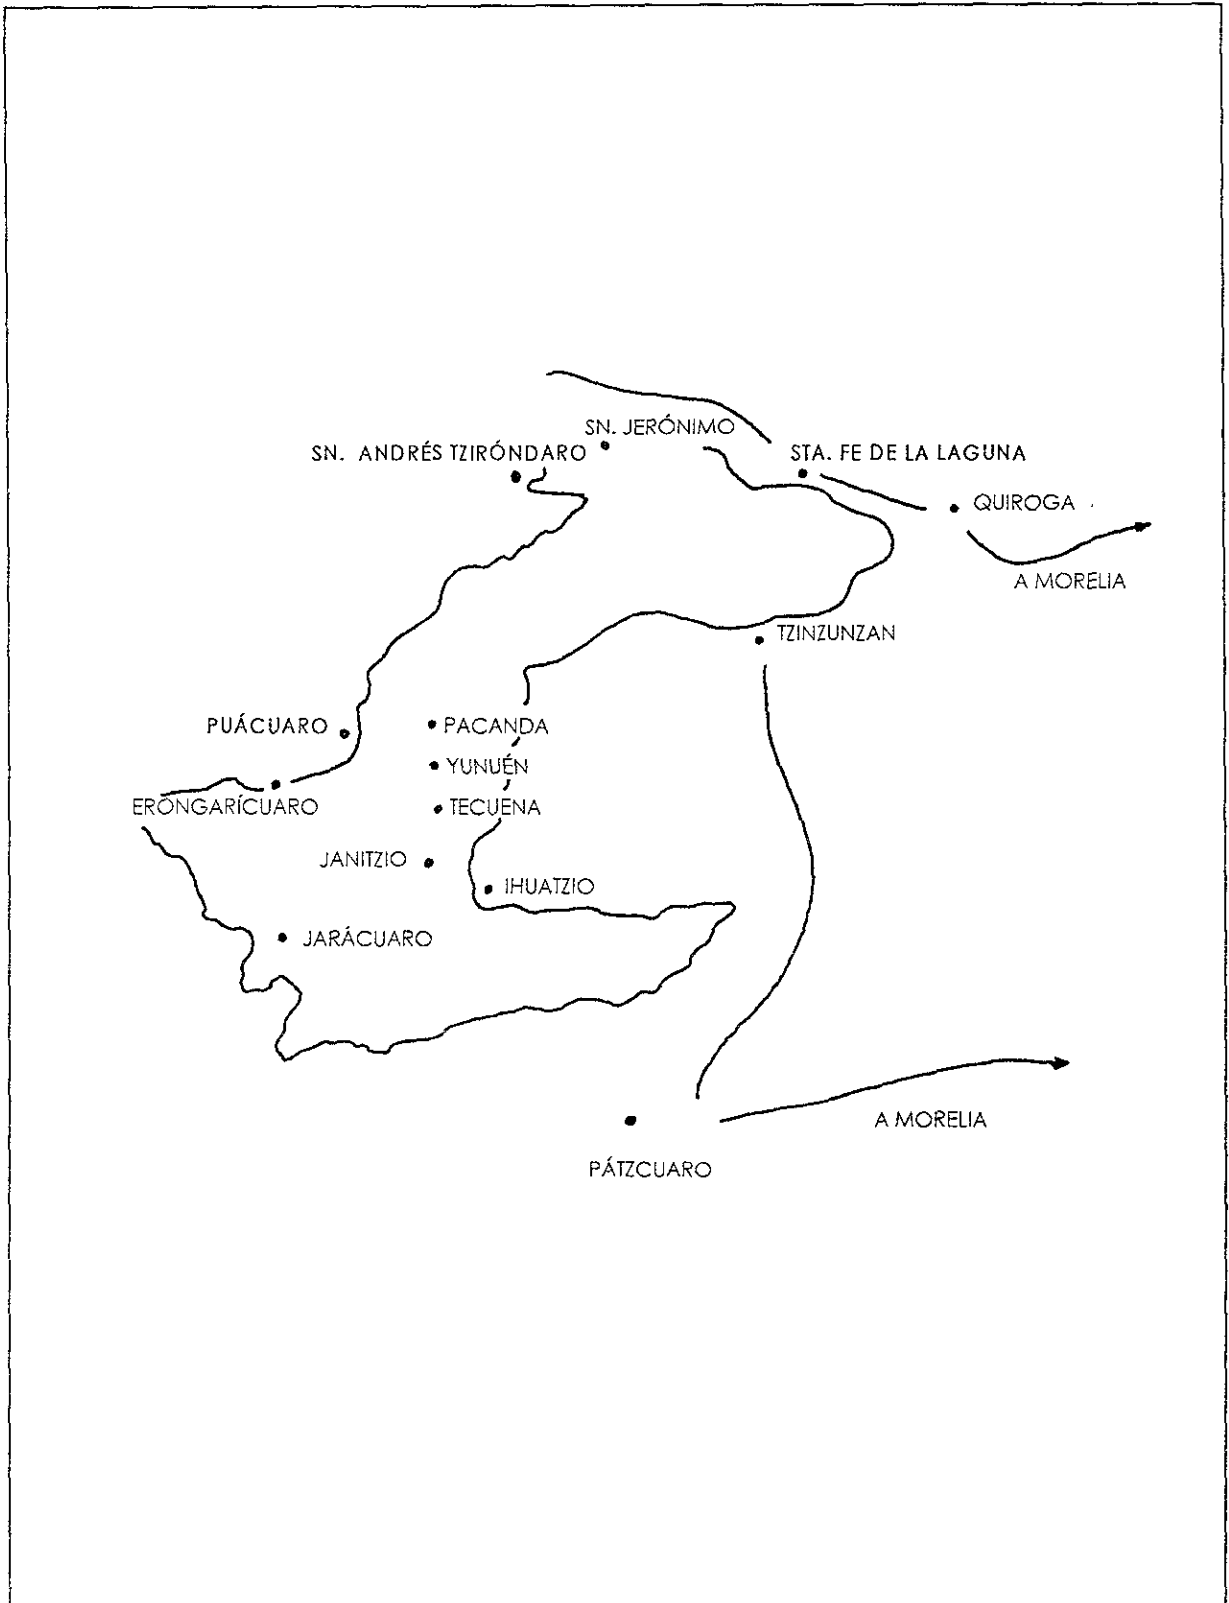 SN. JERÓNIMO
SN. ANDRÉS TZIRÓNDARO
STA. FE DE LA LAGUNA
QUIROGA
A MORELIA
TZINZUNZAN
PUÁCUARO
PACANDA
YUNUÉN
ERONGARÍCUARO
TECUENA
JANITZIO
IHUATZIO
JARÁCUARO
A MORELIA
PÁTZCUARO